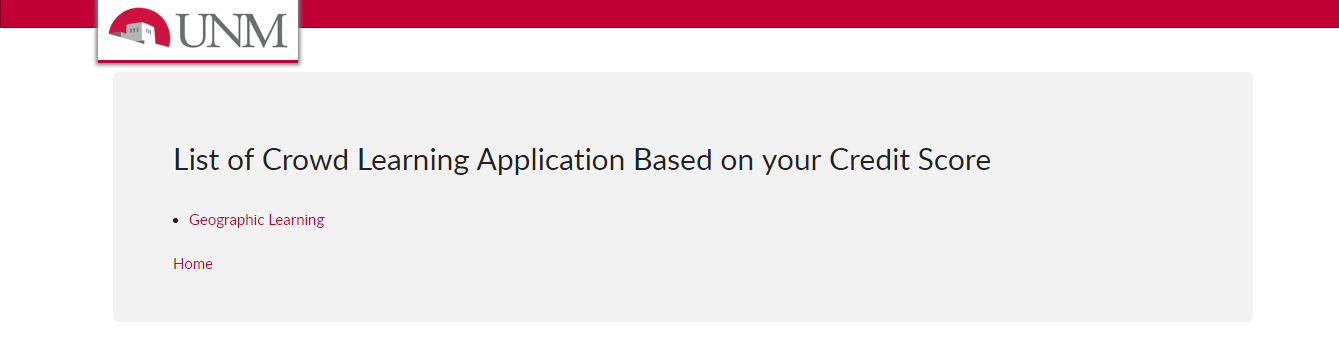 UNM
List of Crowd Learning Application Based on your Credit Score
Geographic Learning
Home